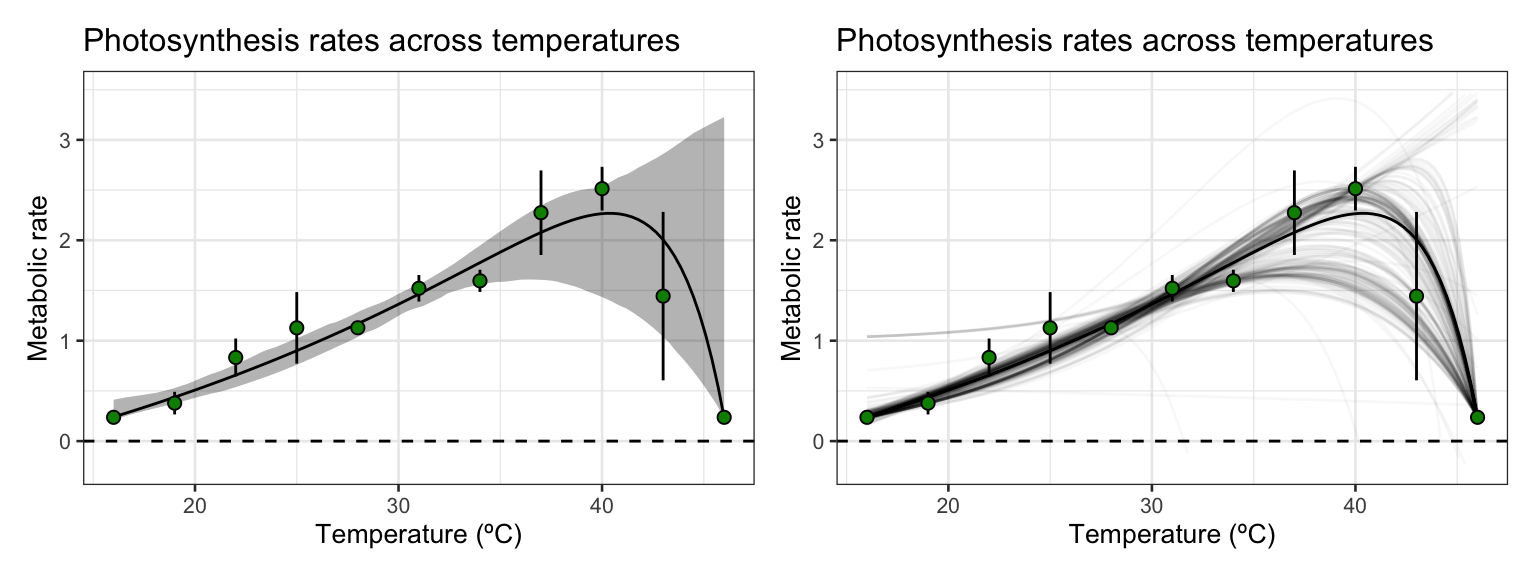 Photosynthesis rates across temperatures
Metabolic rate
3
2
1
0
20 30 40
Temperature (ºC)
Photosynthesis rates across temperatures
Metabolic rate
3
2
1
0
20 30 40
Temperature (ºC)